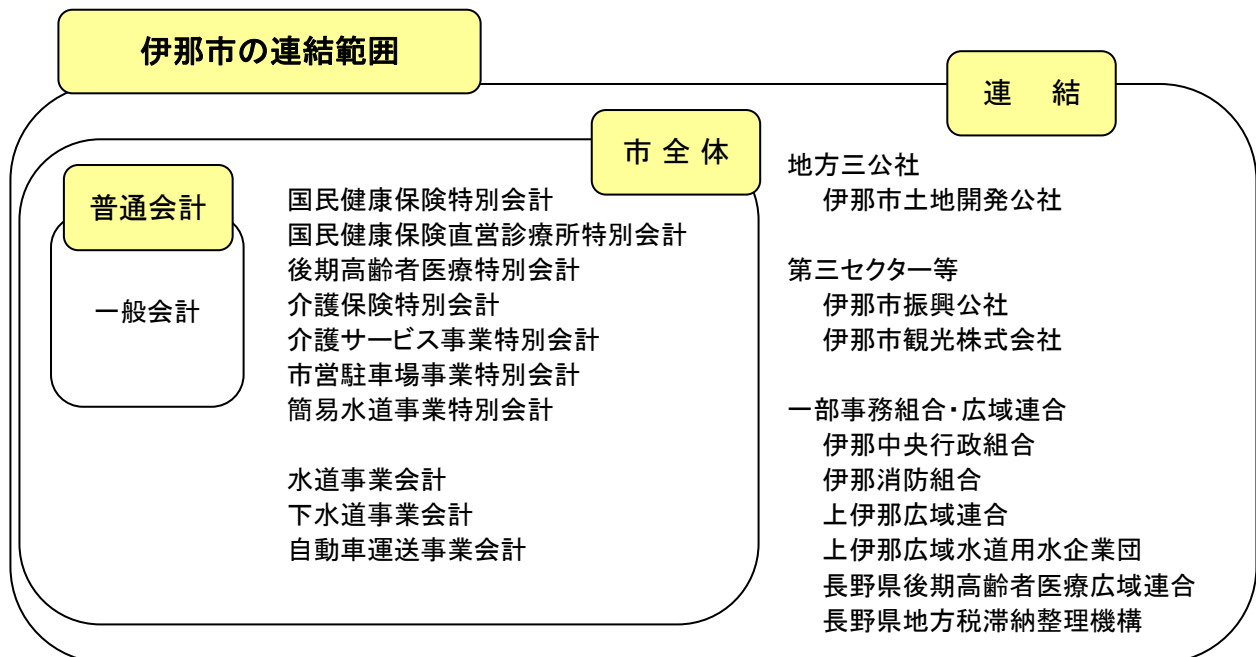 伊那市の連結範囲
連　結
市 全 体
普通会計
一般会計
国民健康保険特別会計
国民健康保険直営診療所特別会計
後期高齢者医療特別会計
介護保険特別会計
介護サービス事業特別会計
市営駐車場事業特別会計
簡易水道事業特別会計
水道事業会計
下水道事業会計
自動車運送事業会計
地方三公社
伊那市土地開発公社
第三セクター等
伊那市振興公社
伊那市観光株式会社
一部事務組合・広域連合
伊那中央行政組合
伊那消防組合
上伊那広域連合
上伊那広域水道用水企業団
長野県後期高齢者医療広域連合
長野県地方税滞納整理機構